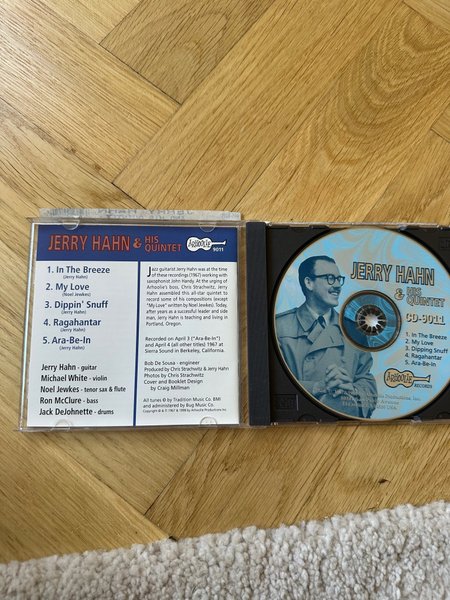 JERRY HAHN & HIS QUINTET
Arhoolie
9011
1. In The Breeze
(Jerry Hahn)
2. My Love
(Noel Jewkes)
3. Dippin' Snuff
(Jerry Hahn)
4. Ragahantar
(Jerry Hahn)
5. Ara-Be-In
(Jerry Hahn)
Jerry Hahn - guitar
Michael White - violin
Noel Jewkes - tenor sax & flute
Ron McClure - bass
Jack DeJohnette - drums
Jazz guitarist Jerry Hahn was at the time
of these recordings (1967) working with
saxophonist John Handy. At the urging
of Arhoolie's boss, Chris Strachwitz, Jerry
Hahn assembled this all-star quintet to
record some of his compositions (except
"My Love" written by Noel Jewkes). Today,
after years as a successful leader and side
man, Jerry Hahn is teaching and living in
Portland, Oregon.
Recorded on April 3 ("Ara-Be-In")
and April 4 (all other titles) 1967 at
Sierra Sound in Berkeley, California.
Bob De Sousa - engineer
Produced by Chris Strachwitz & Jerry Hahn
Photos by Chris Strachwitz
Cover and Booklet Design
by Craig Millman
All tunes © by Tradition Music Co. BMI
and administered by Bug Music Co.
JERRY HAHN
& HIS
QUINTET
CD-9011
1. In The Breeze
2. My Love
3. Dipping Snuff
4. Ragahantar
5. Ara-Be-In
Arhoolie
RECORDS